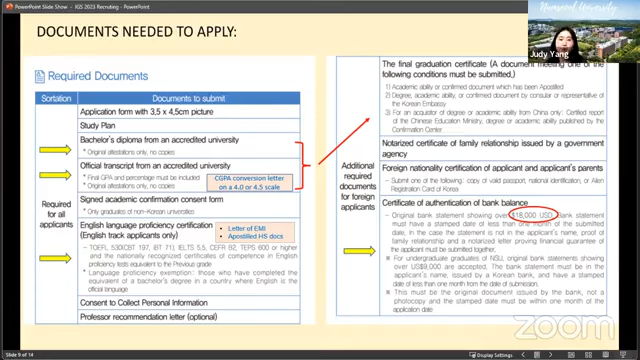 PowerPoint Slide Show - KGS 2023 Recruting - PowerPoint
Namseoul University
Judy Yang
DOCUMENTS NEEDED TO APPLY:
Required Documents
Sortation
Documents to submit
Required for all applicants
Application form with 3,5 x 4,5cm picture
Study Plan
Bachelor's diploma from an accredited university
* Original attestations only, no copies
Official transcript from an accredited university
* Final GPA and percentage must be included
* Original attestations only, no copies
CGPA conversion letter
on a 4.0 or 4.5 scale
Signed academic confirmation consent form
* Only graduates of non-Korean universities
English language proficiency certification
(English track applicants only)
• Letter of EMI
• Apostilled HS docs
* TOEFL 530(CBT 197, iBT 71), IELTS 5.5, CEFR B2, TEPS 600 or higher
and the nationally recognized certificates of competence in English
proficiency tests equivalent to the Previous grade
* Language proficiency exemption: those who have completed the
equivalent of a bachelor's degree in a country where English is the
official language
Consent to Collect Personal Information
Professor recommendation letter (optional)
Additional
required
documents
for foreign
applicants
The final graduation certificate (A document meeting one of the
following conditions must be submitted,)
1) Academic ability or confirmed document which has been Apostilled
2) Degree, academic ability or confirmed document by consular or representative of
the Korean Embassy
3) For an acquisitor of degree or academic ability from China only: Certified report
of the Chinese Education Ministry, degree or academic ability published by the
Confirmation Center
Notarized certificate of family relationship issued by a
government agency
Foreign nationality certification of applicant and applicant's parents
* Submit one of the following: copy of valid passport, national identification, or Alien
Registration Card of Korea
Certificate of authentication of bank balance
* Original bank statement showing over $18,000 USD. Bank statement
must have a stamped date of less than one month of the submitted
date. In case the statement is not in the applicant's name, proof of
family relationship and a notarized letter proving financial guarantee
of the applicant must be submitted together.
* For undergraduate graduates of NSU, original bank statements showing
over US$9,000 are accepted. The bank statement must be in the
applicant's name, issued by a Korean bank, and have a stamped
date of less than one month from the date of submission.
* This must be the original document issued by the bank, not a
photocopy and the stamped date must be within one month of the
application date
zoom
Slide 9 of 14
Display Settings